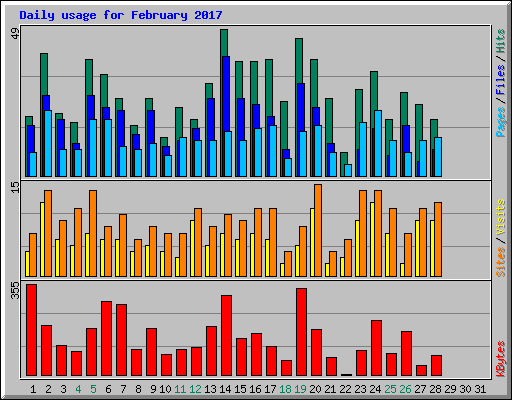 Daily usage for February 2017
49
Pages / Files / Hits
15
Sites / Visits
355
KBytes
1 2 3 4 5 6 7 8 9 10 11 12 13 14 15 16 17 18 19 20 21 22 23 24 25 26 27 28 29 30 31